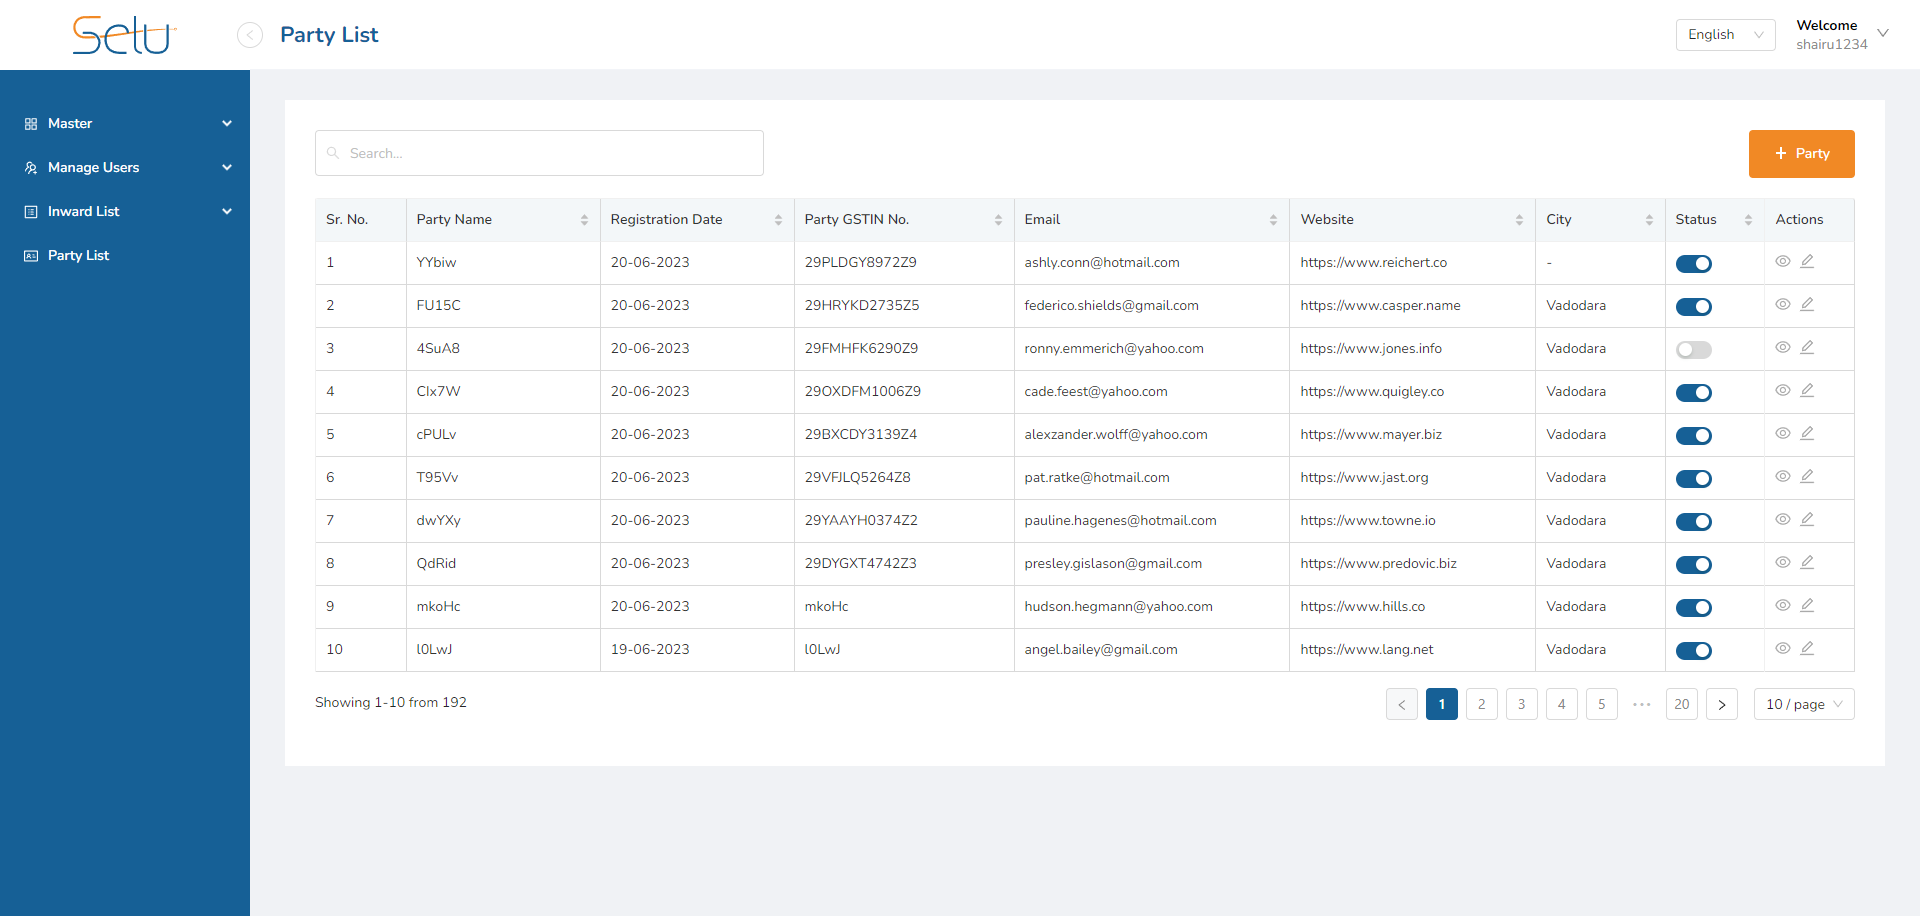 Selu
Party List
English
Welcome
shairu1234
Master
Manage Users
Inward List
Party List
Search...
+ Party
Sr. No. Party Name Registration Date Party GSTIN No. Email Website City Status Actions
1 YYbiw 20-06-2023 29PLDGY8972Z9 ashly.conn@hotmail.com https://www.reichert.co -
2 FU15C 20-06-2023 29HRYKD2735Z5 federico.shields@gmail.com https://www.casper.name Vadodara
3 4SuA8 20-06-2023 29FMHFK6290Z9 ronny.emmerich@yahoo.com https://www.jones.info Vadodara
4 CIx7W 20-06-2023 29OXDFM1006Z9 cade.feest@yahoo.com https://www.quigley.co Vadodara
5 cPULv 20-06-2023 29BXCDY3139Z4 alexzander.wolff@yahoo.com https://www.mayer.biz Vadodara
6 T95Vv 20-06-2023 29VFJLQ5264Z8 pat.ratke@hotmail.com https://www.jast.org Vadodara
7 dwYXy 20-06-2023 29YAAYH0374Z2 pauline.hagenes@hotmail.com https://www.towne.io Vadodara
8 QdRid 20-06-2023 29DYGXT4742Z3 presley.gislason@gmail.com https://www.predovic.biz Vadodara
9 mkoHc 20-06-2023 mkoHc hudson.hegmann@yahoo.com https://www.hills.co Vadodara
10 l0LwJ 19-06-2023 l0LwJ angel.bailey@gmail.com https://www.lang.net Vadodara
Showing 1-10 from 192
< 1 2 3 4 5 ••• 20 > 10 / page